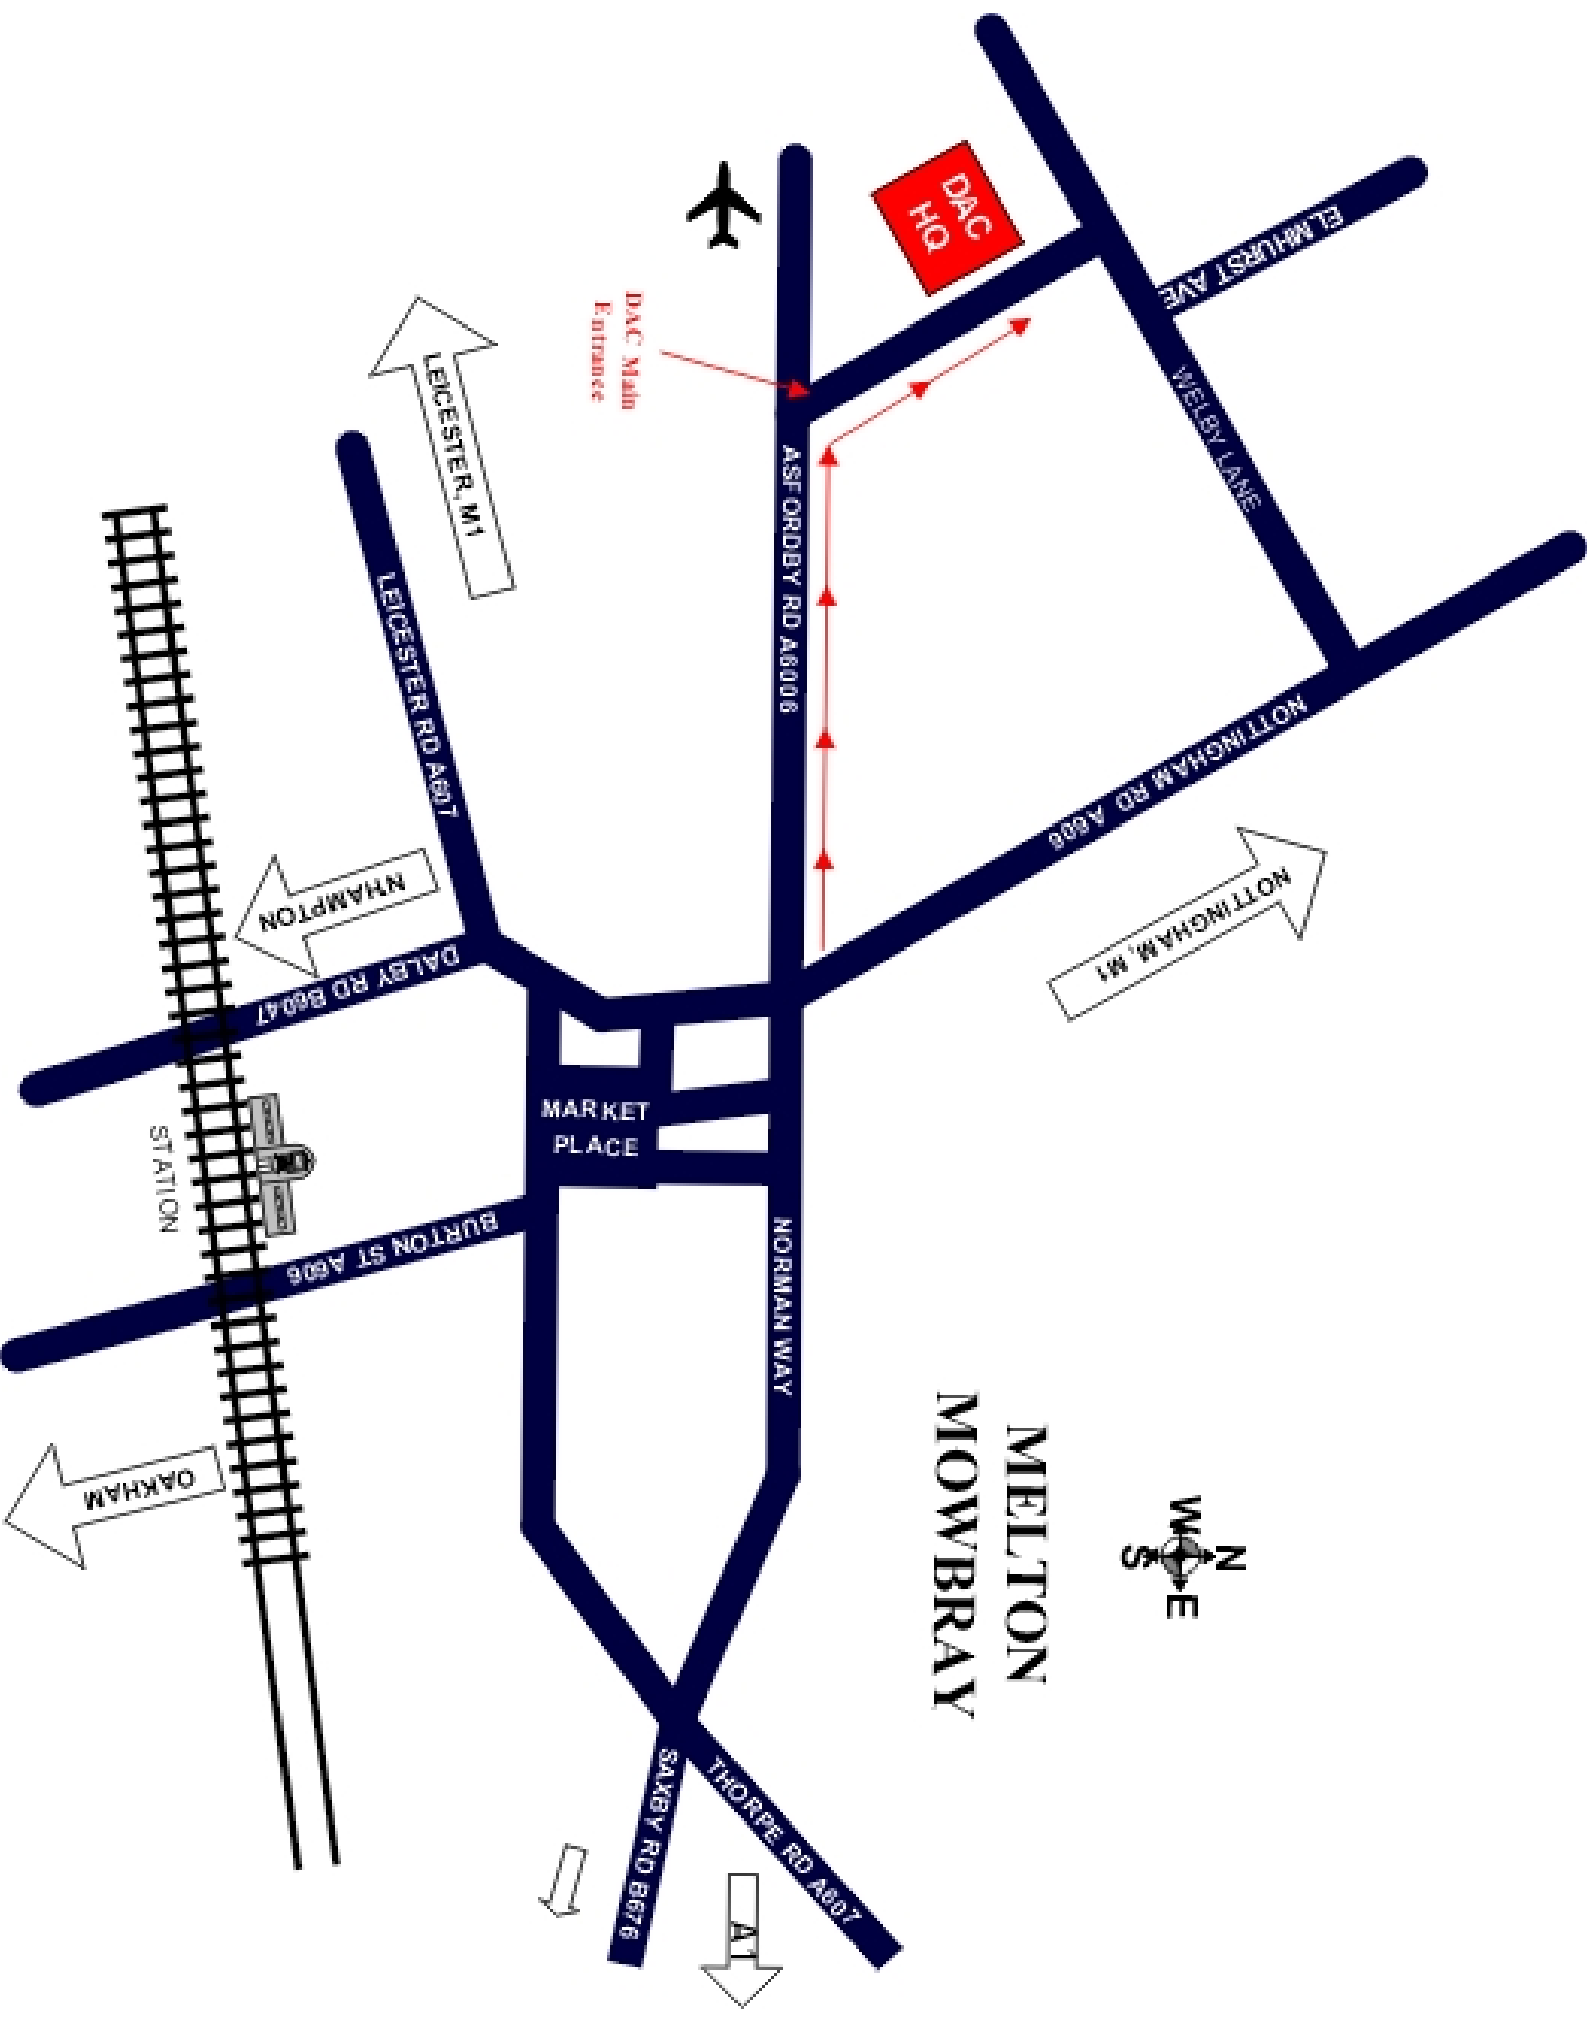 ELMHURST AVE
DAC
HQ
WELBY LANE
DAC Main
Entrance
ASFORDBY RD A6006
NOTTINGHAM RD A606
NOTTINGHAM, M1
LEICESTER, M1
LEICESTER RD A607
N'HAMPTON
DALBY RD B6047
STATION
MARKET
PLACE
BURTON ST A606
NORMAN WAY
OAKHAM
MELTON
MOWBRAY
N
W
E
S
THORPE RD A607
SAXBY RD B676
A1